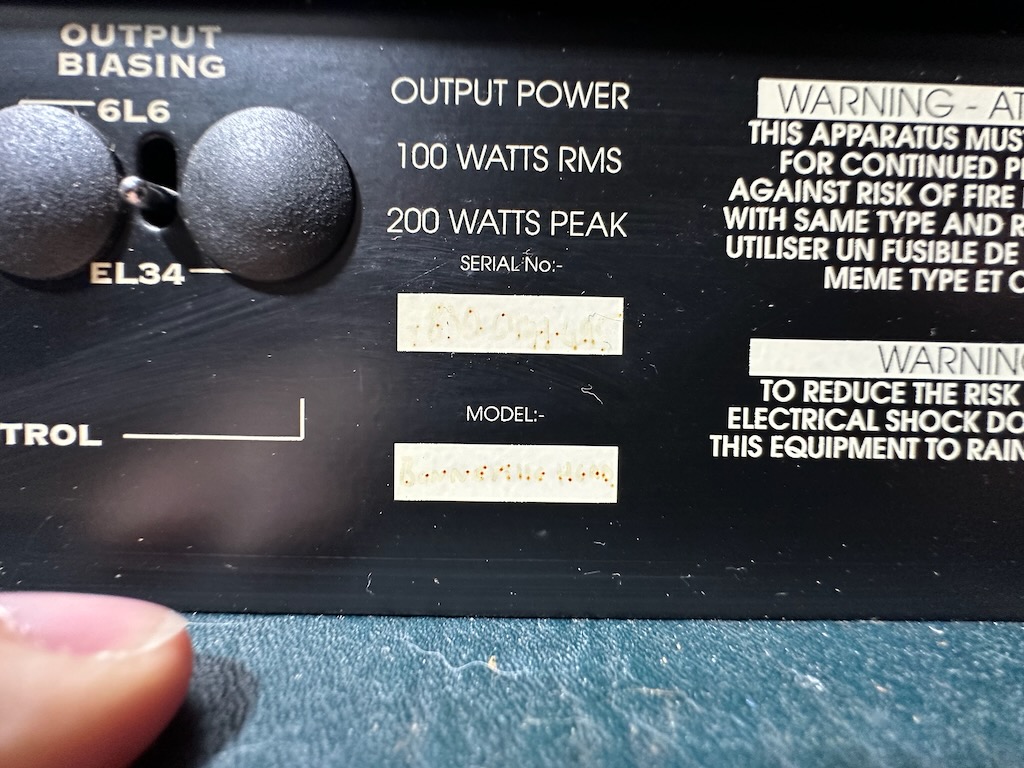 OUTPUT
BIASING
6L6
EL34
TROL
OUTPUT POWER
100 WATTS RMS
200 WATTS PEAK
SERIAL No:-
MODEL:-
WARNING - AT
THIS APPARATUS MUS
FOR CONTINUED P
AGAINST RISK OF FIRE
WITH SAME TYPE AND R
UTILISER UN FUSIBLE DE
MEME TYPE ET C
WARNING
TO REDUCE THE RISK
ELECTRICAL SHOCK DO
THIS EQUIPMENT TO RAIN